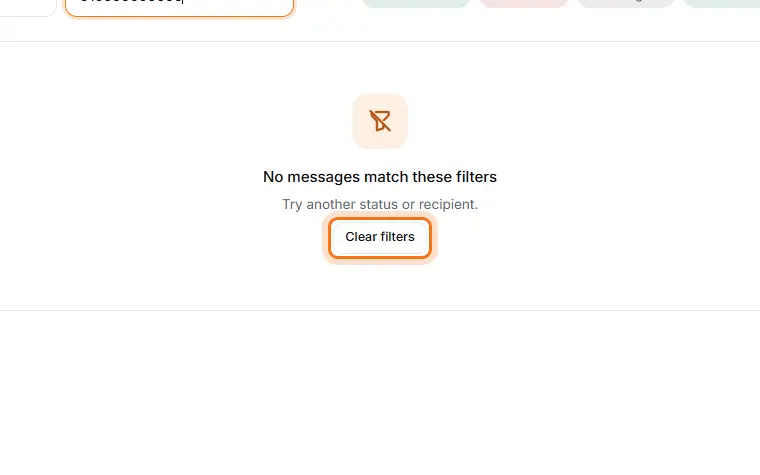 No messages match these filters
Try another status or recipient.
Clear filters